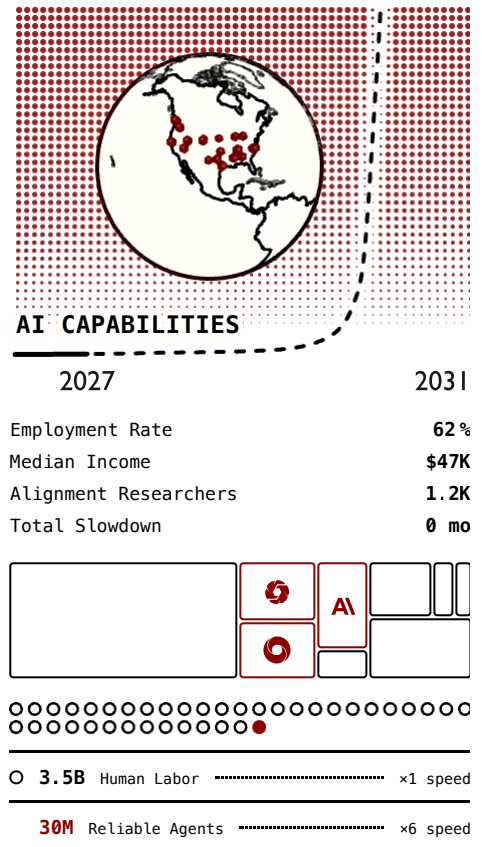 AI CAPABILITIES
2027 2031
Employment Rate 62%
Median Income $47K
Alignment Researchers 1.2K
Total Slowdown 0 mo
A\
3.5B Human Labor ×1 speed
30M Reliable Agents ×6 speed